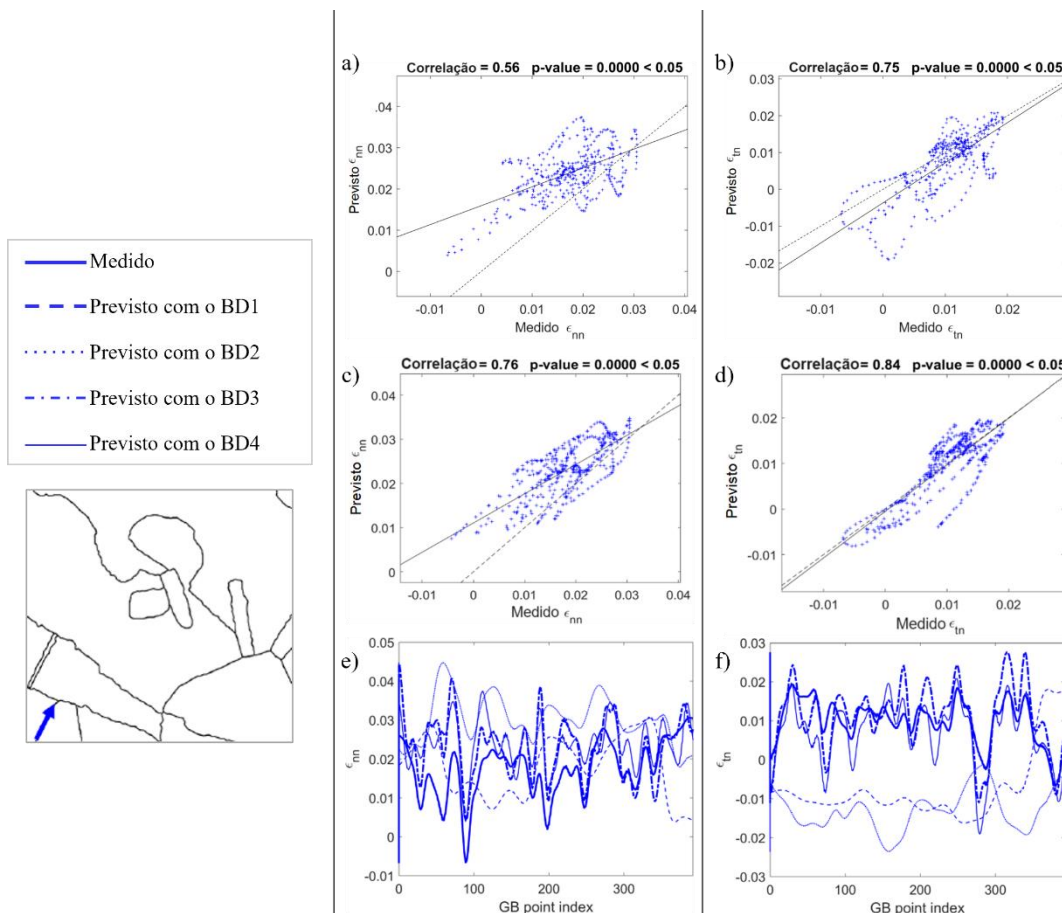 Medido
Previsto com o BD1
Previsto com o BD2
Previsto com o BD3
Previsto com o BD4
a)
Correlação = 0.56 p-value = 0.0000 < 0.05
.04
0.03
0.02
0.01
0
Previsto ϵnn
-0.01 0 0.01 0.02 0.03 0.04
Medido ϵnn
b)
Correlação = 0.75 p-value = 0.0000 < 0.05
0.03
0.02
0.01
0
-0.01
-0.02
Previsto ϵtn
-0.01 0 0.01 0.02
Medido ϵtn
c)
Correlação = 0.76 p-value = 0.0000 < 0.05
0.04
0.03
0.02
0.01
0
Previsto ϵnn
-0.01 0 0.01 0.02 0.03 0.04
Medido ϵnn
d)
Correlação = 0.84 p-value = 0.0000 < 0.05
0.02
0.01
0
-0.01
Previsto ϵtn
-0.01 0 0.01 0.02
Medido ϵtn
e)
0.05
0.04
0.03
0.02
0.01
0
-0.01
ϵnn
0 100 200 300
GB point index
f)
0.03
0.02
0.01
0
-0.01
-0.02
-0.03
ϵtn
0 100 200 300
GB point index